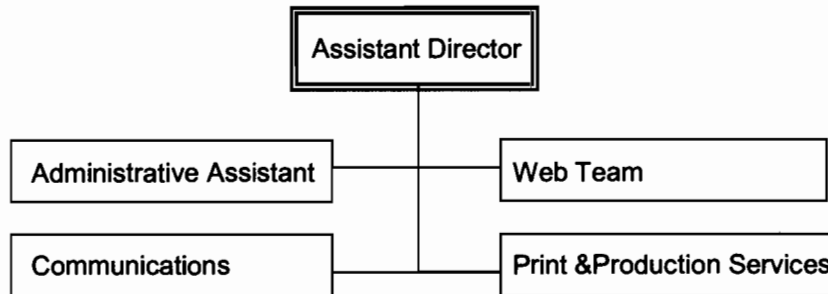 Assistant Director
Administrative Assistant
Web Team
Communications
Print &Production Services